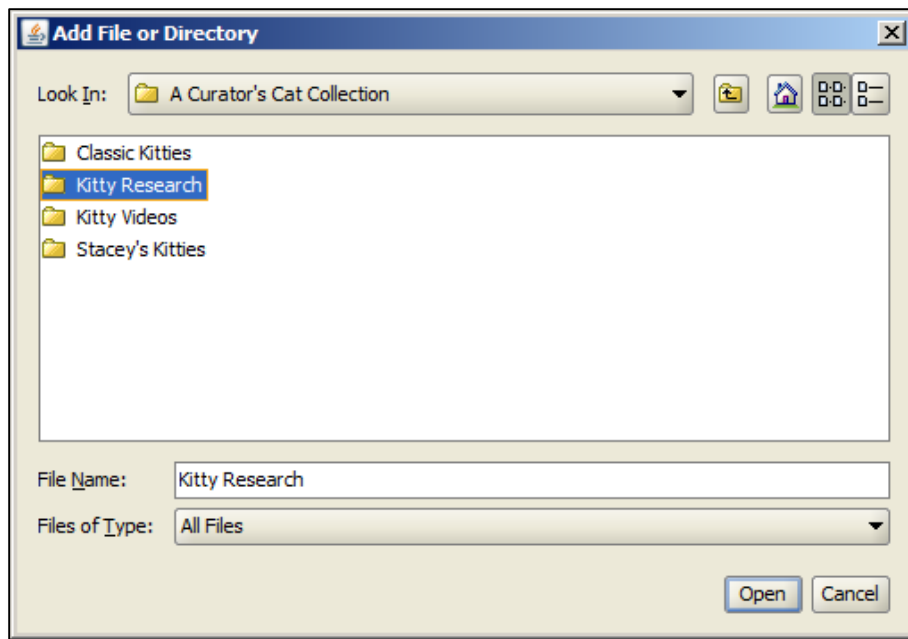 Add File or Directory
Look In: A Curator's Cat Collection
Classic Kitties
Kitty Research
Kitty Videos
Stacey's Kitties
File Name: Kitty Research
Files of Type: All Files
Open Cancel